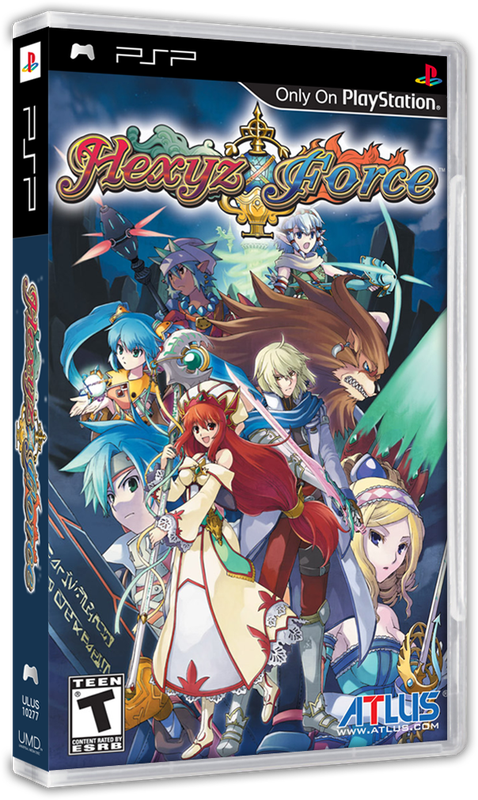 PSP
Only On PlayStation®
Hexyz Force
TEEN
T
CONTENT RATED BY
ESRB
ATLUS
WWW.ATLUS.COM
PSP
Hexyz Force
ULUS
10277
UMD